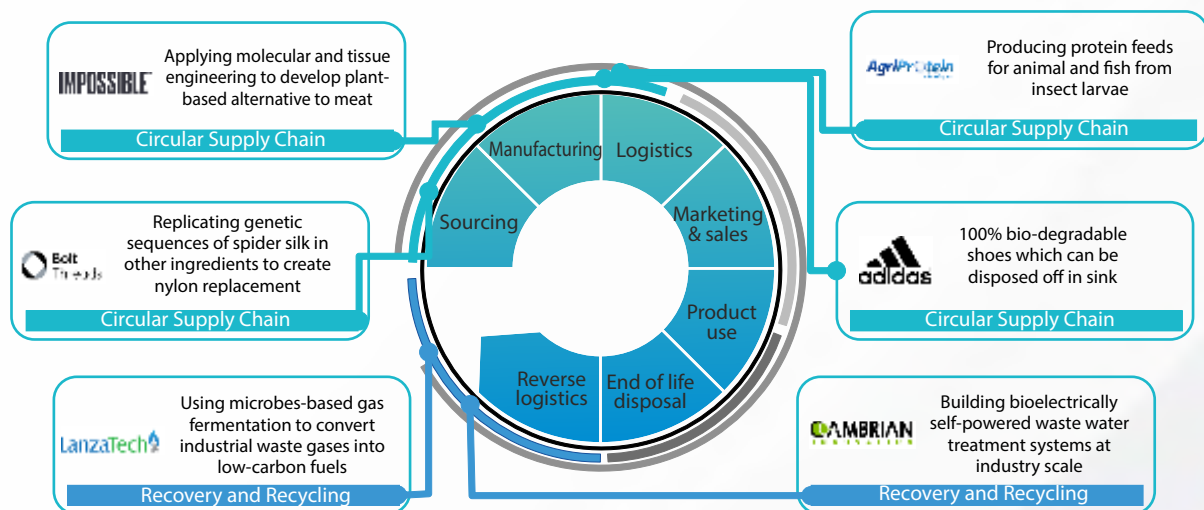 IMPOSSIBLE
Applying molecular and tissue
engineering to develop plant-
based alternative to meat
Circular Supply Chain
AgriProtein
Producing protein feeds
for animal and fish from
insect larvae
Circular Supply Chain
Manufacturing
Logistics
Sourcing
Marketing
& sales
Product
use
End of life
disposal
Reverse
logistics
Bolt
Threads
Replicating genetic
sequences of spider silk in
other ingredients to create
nylon replacement
Circular Supply Chain
adidas
100% bio-degradable
shoes which can be
disposed off in sink
Circular Supply Chain
LanzaTech
Using microbes-based gas
fermentation to convert
industrial waste gases into
low-carbon fuels
Recovery and Recycling
CAMBRIAN
INNOVATION
Building bioelectrically
self-powered waste water
treatment systems at
industry scale
Recovery and Recycling